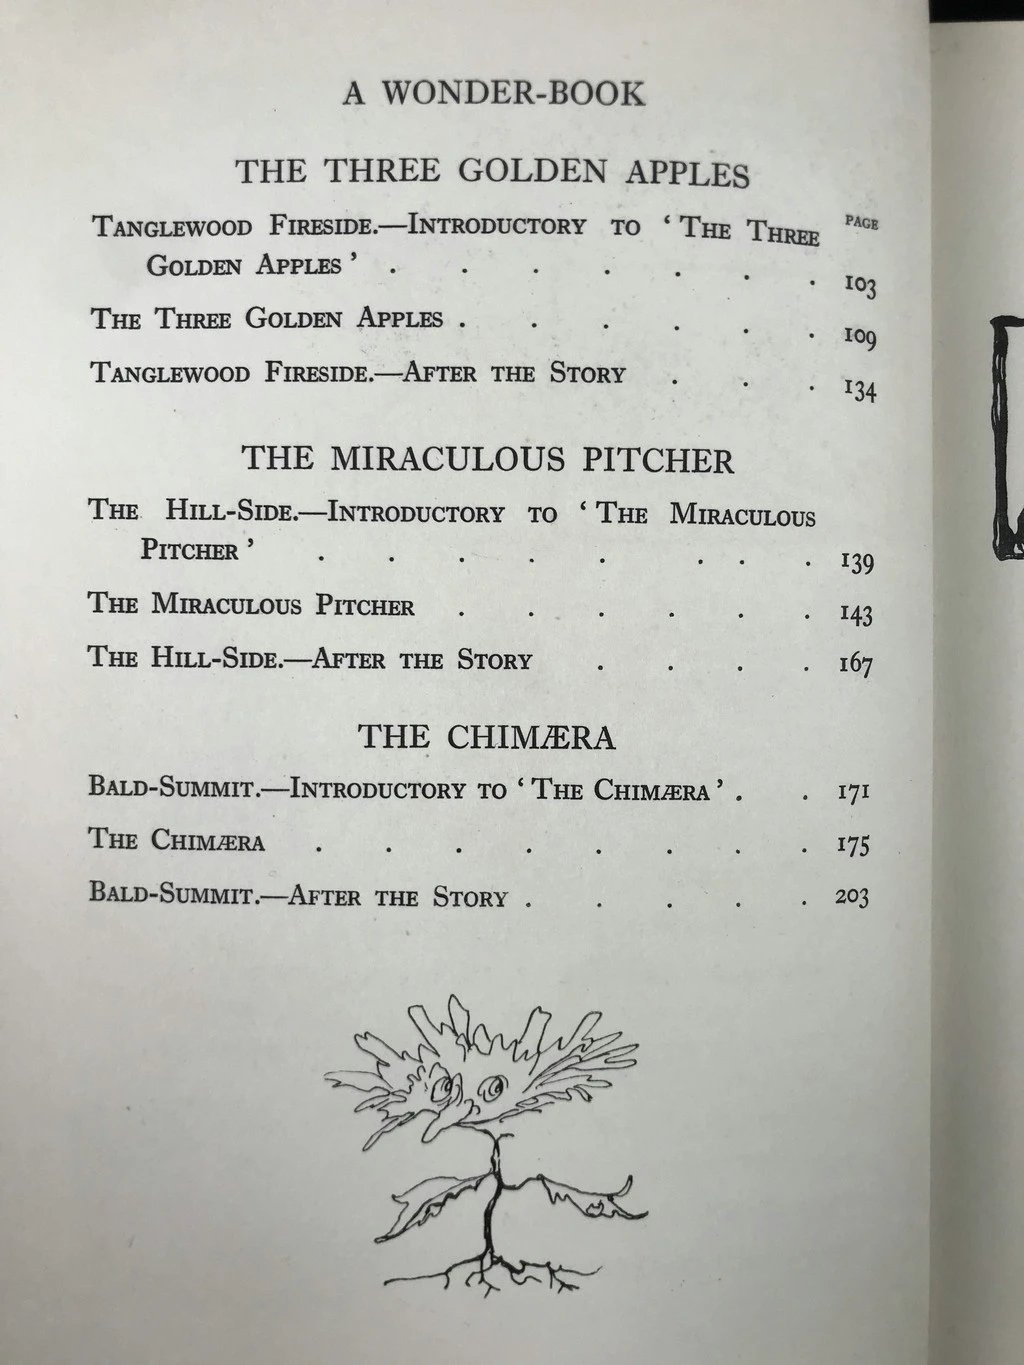 A WONDER-BOOK
THE THREE GOLDEN APPLES
PAGE
Tanglewood Fireside.—Introductory to ‘The Three
Golden Apples’ . . . . . . . 103
The Three Golden Apples . . . . . . 109
Tanglewood Fireside.—After the Story . . . 134
THE MIRACULOUS PITCHER
The Hill-Side.—Introductory to ‘The Miraculous
Pitcher’ . . . . . . . . 139
The Miraculous Pitcher . . . . . . 143
The Hill-Side.—After the Story . . . . 167
THE CHIMÆRA
Bald-Summit.—Introductory to ‘The Chimæra’ . . 171
The Chimæra . . . . . . . . 175
Bald-Summit.—After the Story . . . . . 203